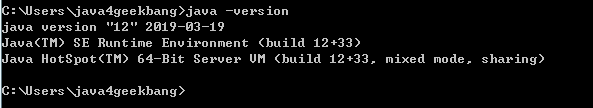 C:\Users\java4geekbang>java -version
java version "12" 2019-03-19
Java(TM) SE Runtime Environment (build 12+33)
Java HotSpot(TM) 64-Bit Server VM (build 12+33, mixed mode, sharing)
C:\Users\java4geekbang>